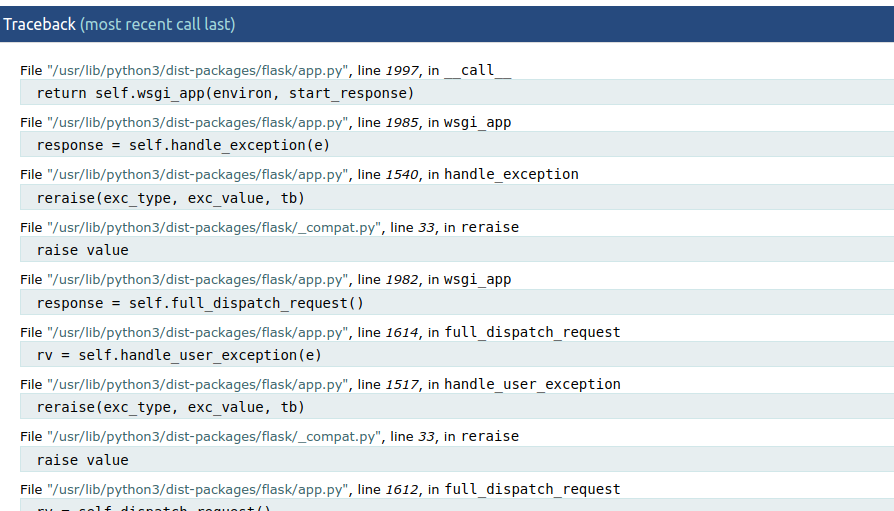 Traceback (most recent call last)
File "/usr/lib/python3/dist-packages/flask/app.py", line 1997, in __call__
return self.wsgi_app(environ, start_response)
File "/usr/lib/python3/dist-packages/flask/app.py", line 1985, in wsgi_app
response = self.handle_exception(e)
File "/usr/lib/python3/dist-packages/flask/app.py", line 1540, in handle_exception
reraise(exc_type, exc_value, tb)
File "/usr/lib/python3/dist-packages/flask/_compat.py", line 33, in reraise
raise value
File "/usr/lib/python3/dist-packages/flask/app.py", line 1982, in wsgi_app
response = self.full_dispatch_request()
File "/usr/lib/python3/dist-packages/flask/app.py", line 1614, in full_dispatch_request
rv = self.handle_user_exception(e)
File "/usr/lib/python3/dist-packages/flask/app.py", line 1517, in handle_user_exception
reraise(exc_type, exc_value, tb)
File "/usr/lib/python3/dist-packages/flask/_compat.py", line 33, in reraise
raise value
File "/usr/lib/python3/dist-packages/flask/app.py", line 1612, in full_dispatch_request
rv = self.dispatch_request()